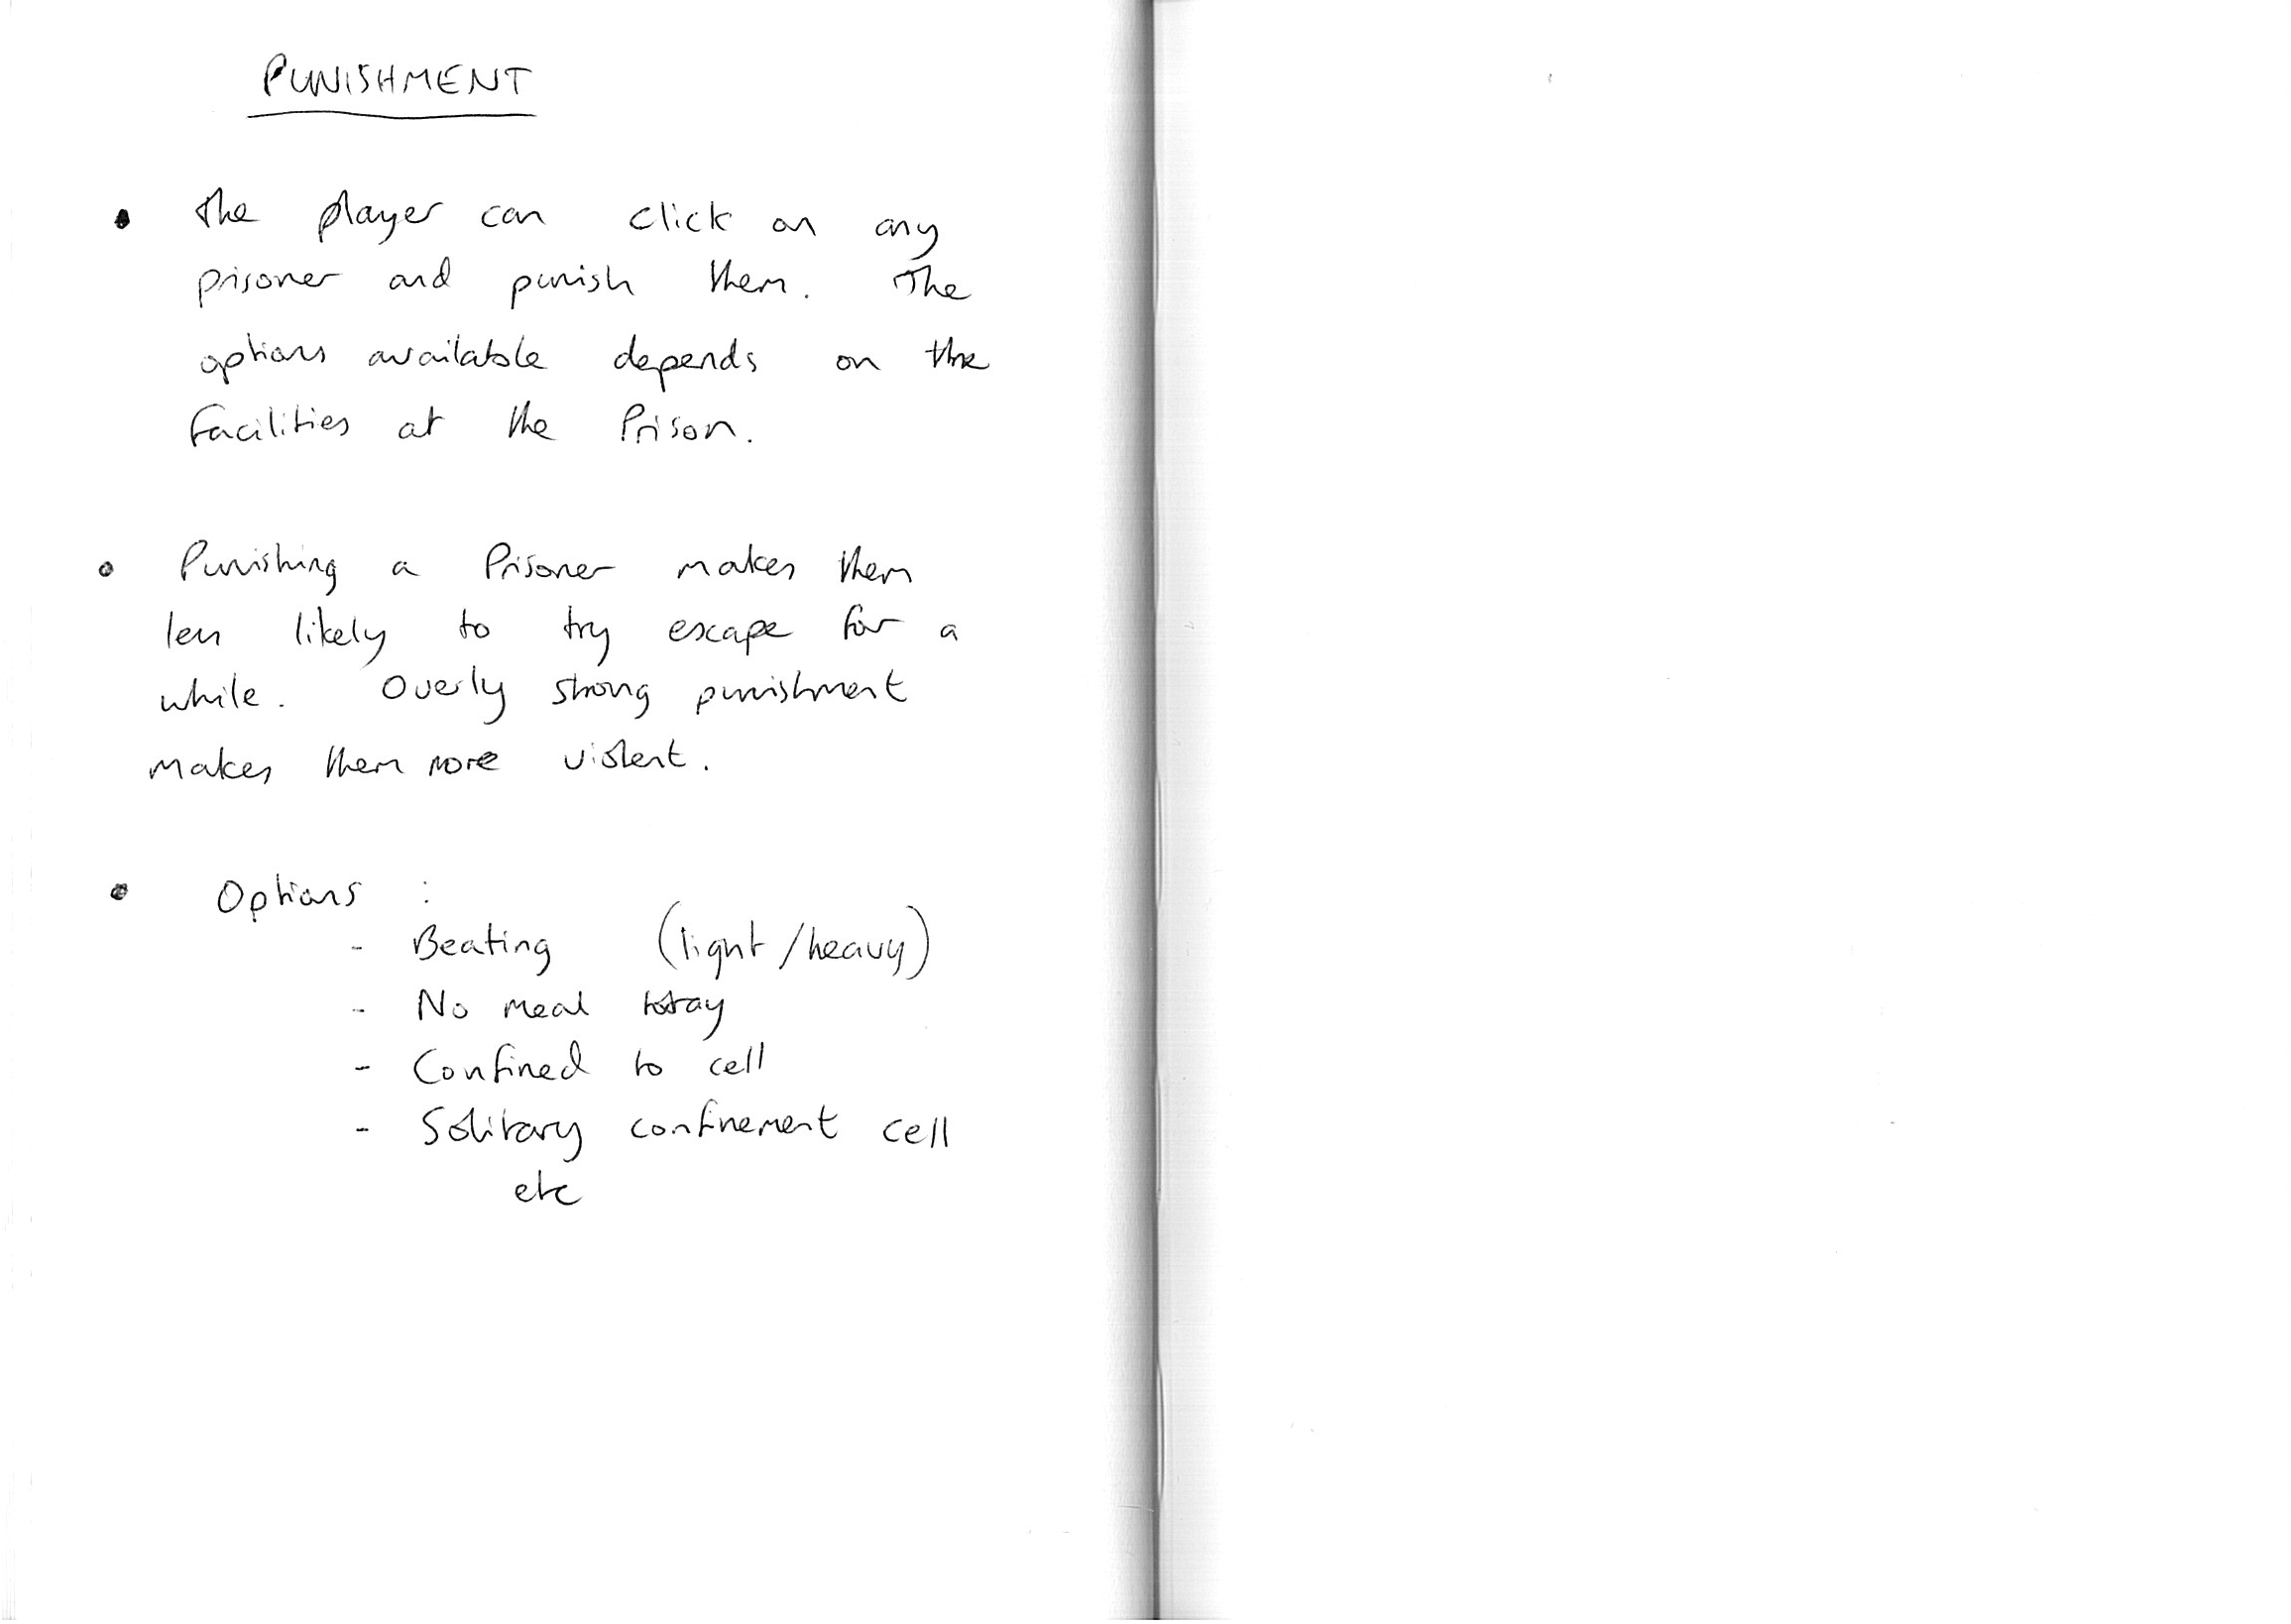 PUNISHMENT
• The player can click on any
prisoner and punish them. The
options available depends on the
facilities at the Prison.
• Punishing a Prisoner makes them
less likely to try escape for a
while. Overly strong punishment
makes them more violent.
• Options :
- Beating (light/heavy)
- No meal today
- Confined to cell
- Solitary confinement cell
etc